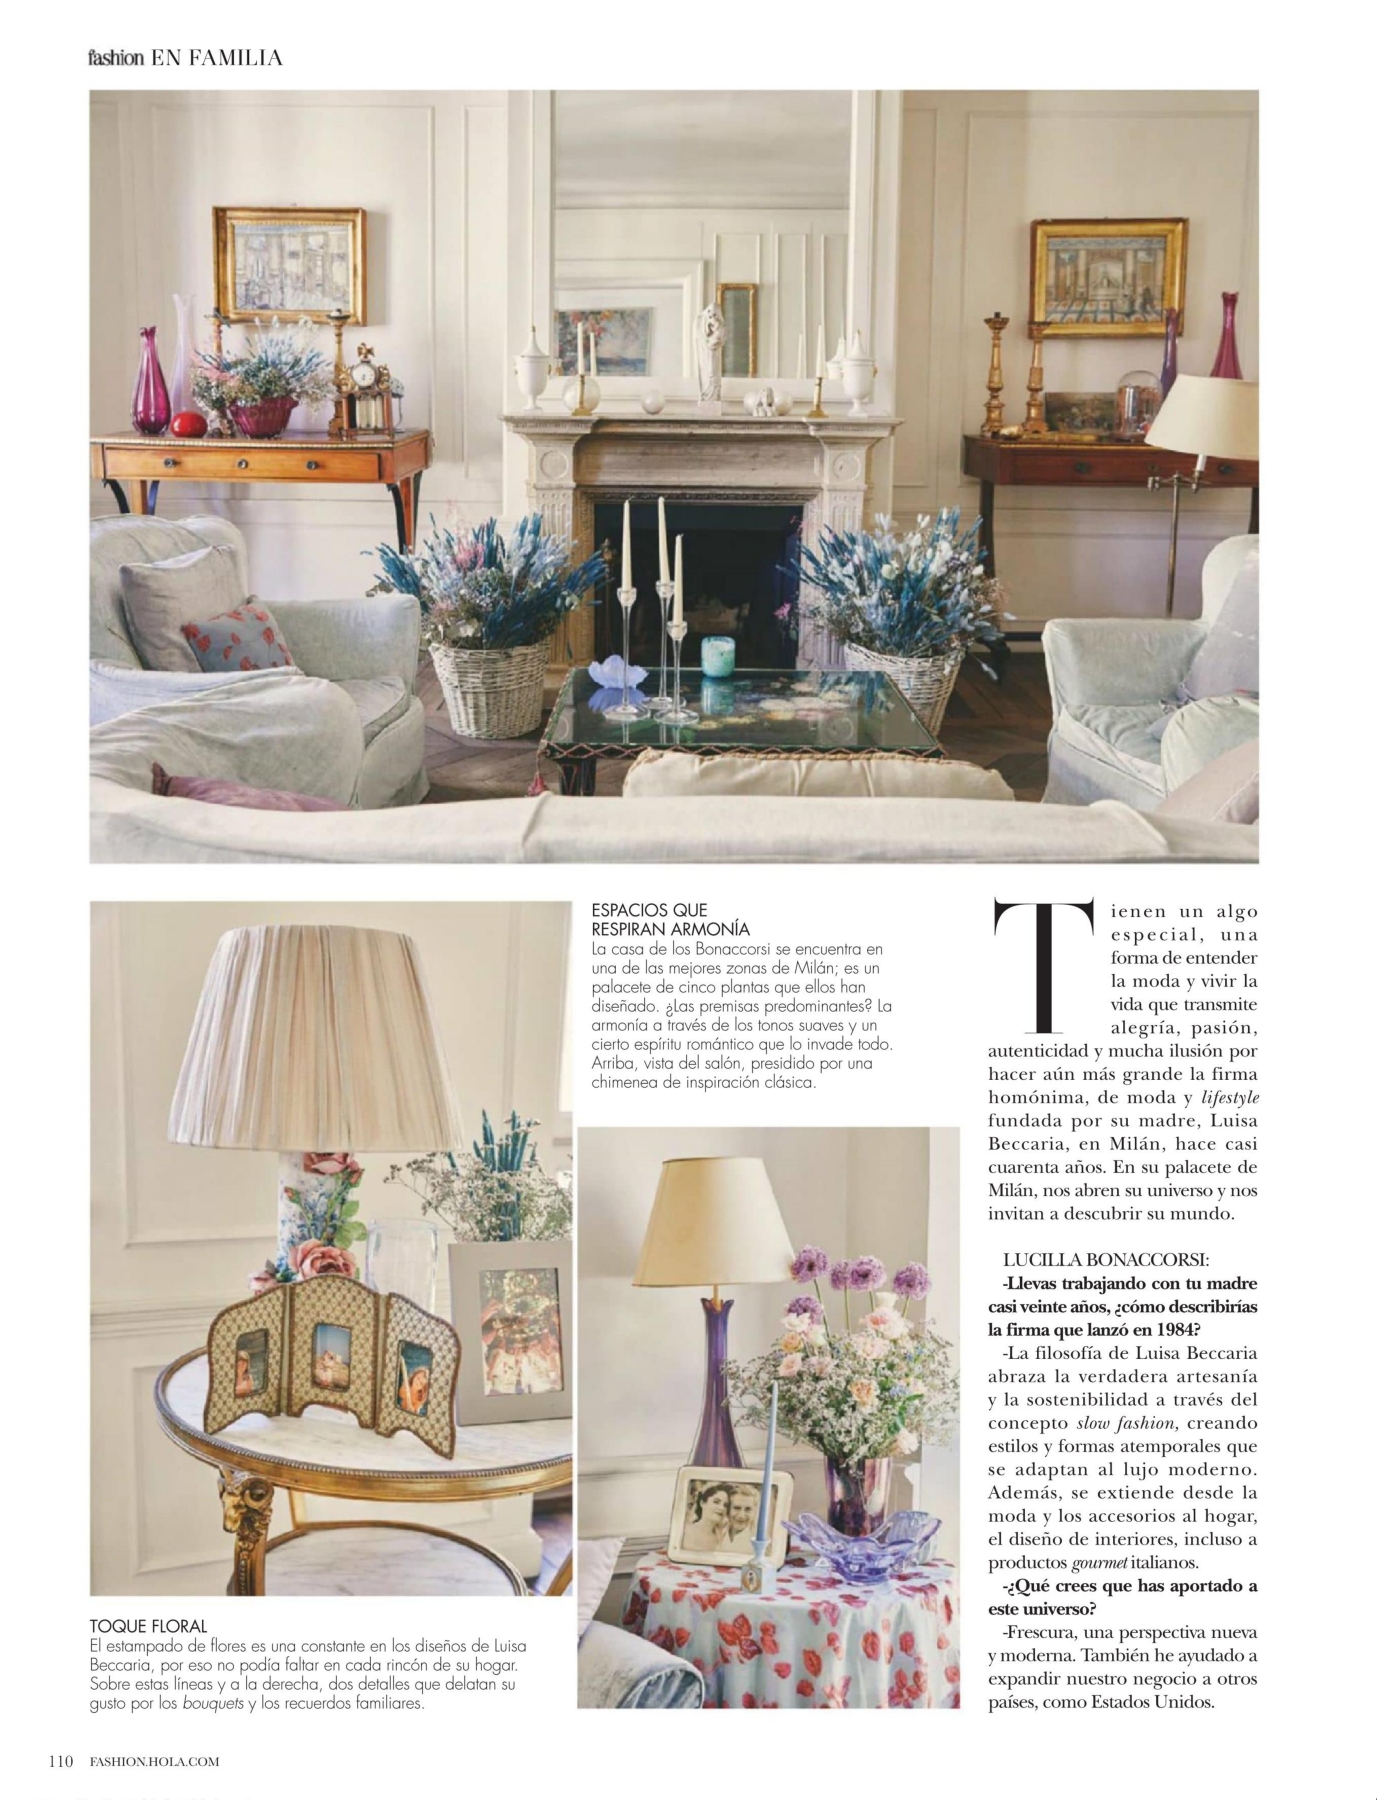 fashion EN FAMILIA
ESPACIOS QUE
RESPIRAN ARMONÍA
La casa de los Bonaccorsi se encuentra en
una de las mejores zonas de Milán; es un
palacete de cinco plantas que ellos han
diseñado. ¿Las premisas predominantes? La
armonía a través de los tonos suaves y un
cierto espíritu romántico que lo invade todo.
Arriba, vista del salón, presidido por una
chimenea de inspiración clásica.
TOQUE FLORAL
El estampado de flores es una constante en los diseños de Luisa
Beccaria, por eso no podía faltar en cada rincón de su hogar.
Sobre estas líneas y a la derecha, dos detalles que delatan su
gusto por los bouquets y los recuerdos familiares.
Tienen un algo
especial, una
forma de entender
la moda y vivir la
vida que transmite
alegría, pasión,
autenticidad y mucha ilusión por
hacer aún más grande la firma
homónima, de moda y lifestyle
fundada por su madre, Luisa
Beccaria, en Milán, hace casi
cuarenta años. En su palacete de
Milán, nos abren su universo y nos
invitan a descubrir su mundo.
LUCILLA BONACCORSI:
-Llevas trabajando con tu madre
casi veinte años, ¿cómo describirías
la firma que lanzó en 1984?
-La filosofía de Luisa Beccaria
abraza la verdadera artesanía
y la sostenibilidad a través del
concepto slow fashion, creando
estilos y formas atemporales que
se adaptan al lujo moderno.
Además, se extiende desde la
moda y los accesorios al hogar,
el diseño de interiores, incluso a
productos gourmet italianos.
-¿Qué crees que has aportado a
este universo?
-Frescura, una perspectiva nueva
y moderna. También he ayudado a
expandir nuestro negocio a otros
países, como Estados Unidos.
110 FASHION.HOLA.COM